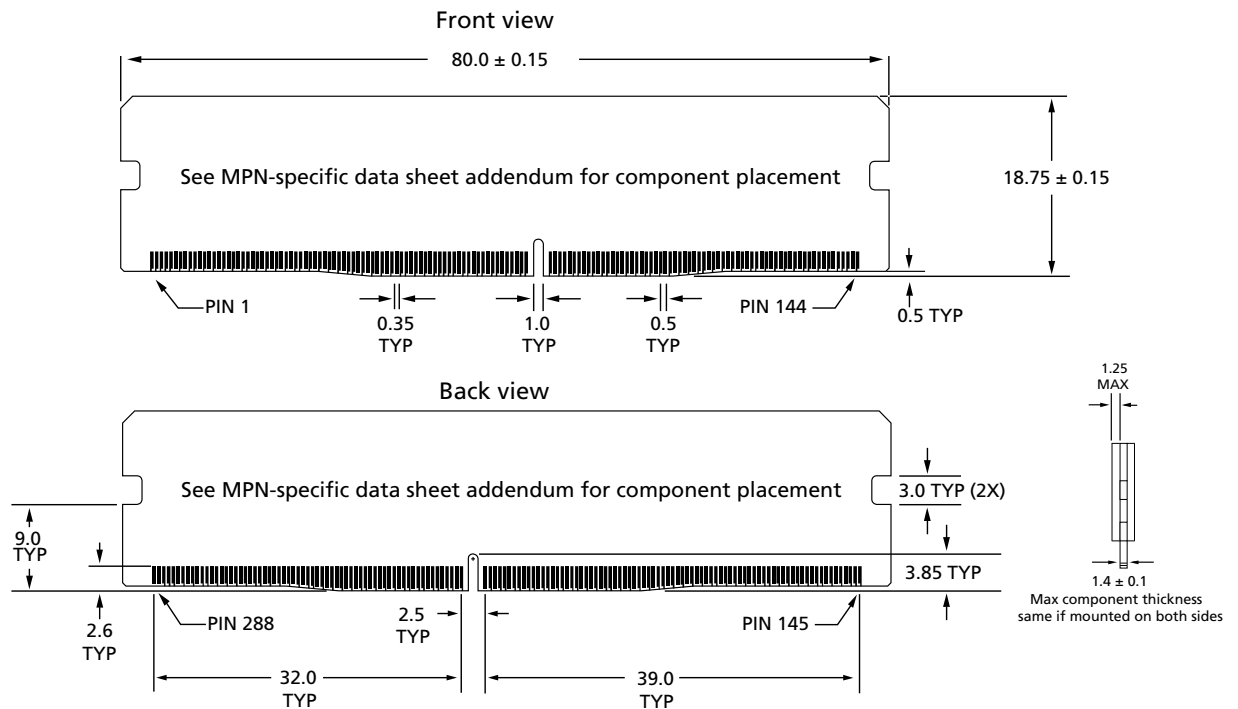 Front view
80.0 ± 0.15
See MPN-specific data sheet addendum for component placement
18.75 ± 0.15
PIN 1
0.35
TYP
1.0
TYP
0.5
TYP
PIN 144
0.5 TYP
Back view
See MPN-specific data sheet addendum for component placement
3.0 TYP (2X)
9.0
TYP
3.85 TYP
2.6
TYP
PIN 288
2.5
TYP
PIN 145
32.0
TYP
39.0
TYP
1.25
MAX
1.4 ± 0.1
Max component thickness
same if mounted on both sides